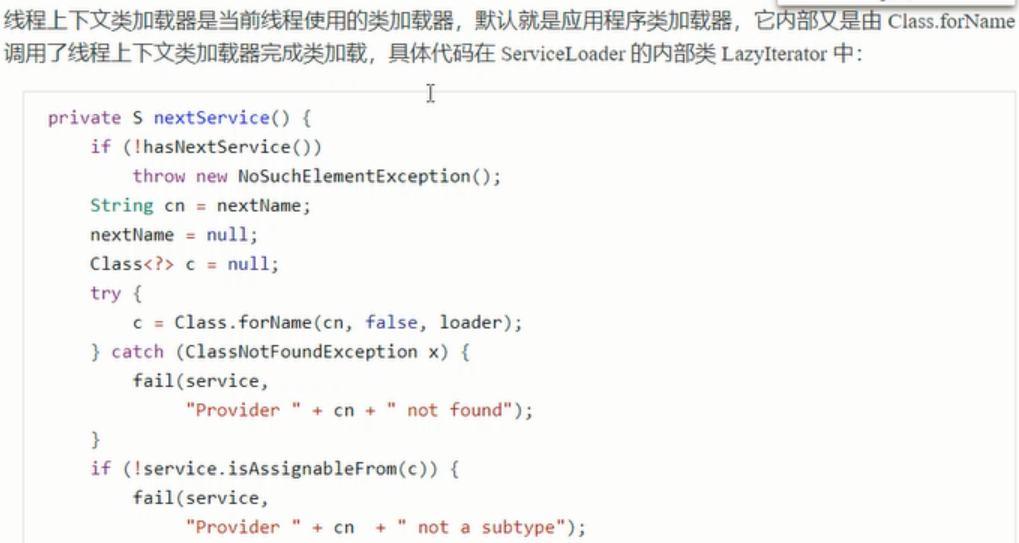 线程上下文类加载器是当前线程使用的类加载器，默认就是应用程序类加载器，它内部又是由 Class.forName
调用了线程上下文类加载器完成类加载，具体代码在 ServiceLoader 的内部类 LazyIterator 中：
private S nextService() {
    if (!hasNextService())
        throw new NoSuchElementException();
    String cn = nextName;
    nextName = null;
    Class<?> c = null;
    try {
        c = Class.forName(cn, false, loader);
    } catch (ClassNotFoundException x) {
        fail(service,
             "Provider " + cn + " not found");
    }
    if (!service.isAssignableFrom(c)) {
        fail(service,
             "Provider " + cn  + " not a subtype");